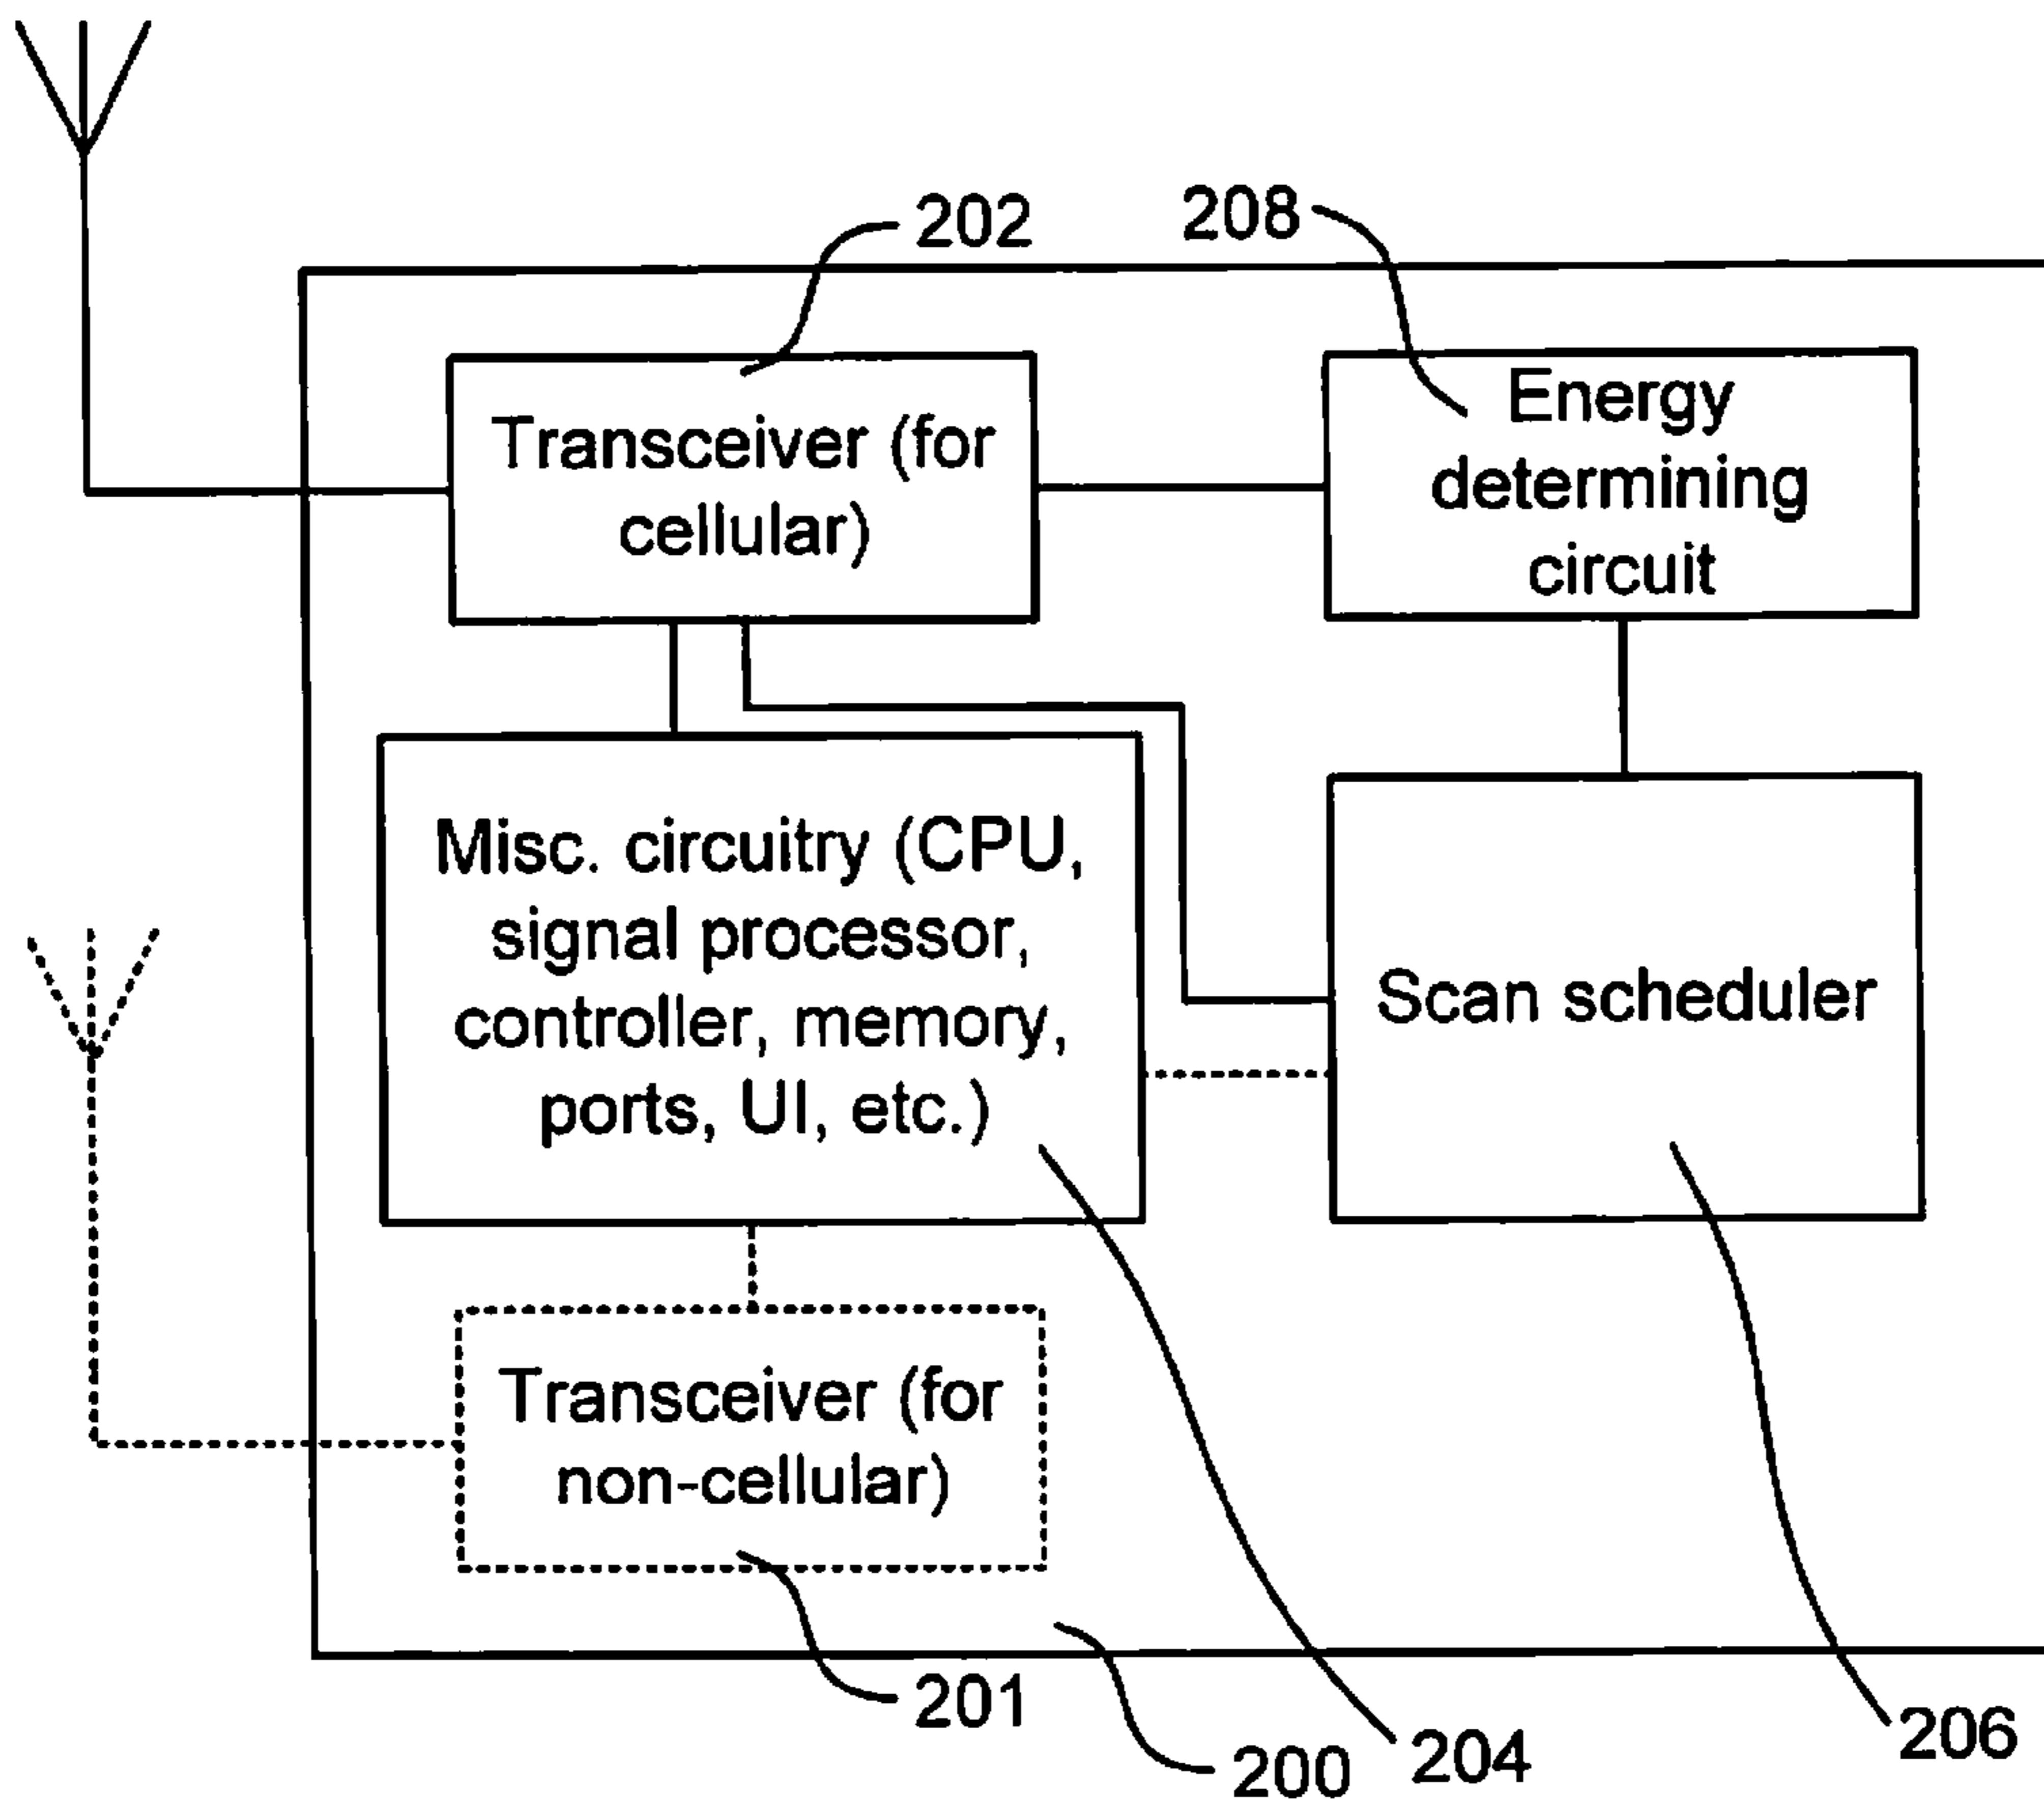 202
208
Transceiver (for
cellular)
Energy
determining
circuit
Misc. circuitry (CPU,
signal processor,
controller, memory,
ports, UI, etc.)
Scan scheduler
Transceiver (for
non-cellular)
201
200
204
206